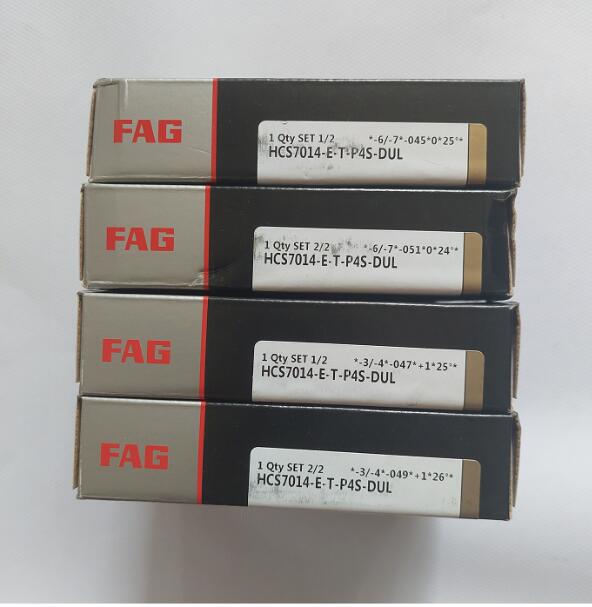 FAG
1 Qty SET 1/2 *-6/-7*-045*0*25°*
HCS7014-E-T-P4S-DUL
FAG
1 Qty SET 2/2 *-6/-7*-051*0*24°*
HCS7014-E-T-P4S-DUL
FAG
1 Qty SET 1/2 *-3/-4*-047*+1*25°*
HCS7014-E-T-P4S-DUL
FAG
1 Qty SET 2/2 *-3/-4*-049*+1*26°*
HCS7014-E-T-P4S-DUL